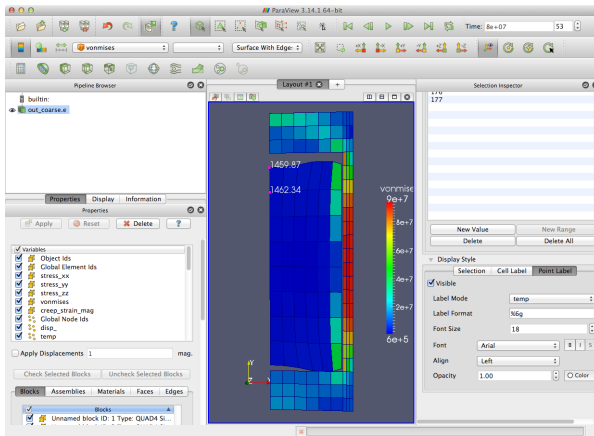 ParaView 3.14.1 64-bit
Time: 8e+07 53
vonmises Surface With Edges
Pipeline Browser
builtin:
out_coarse.e
Properties Display Information
Properties
Apply Reset Delete ?
Variables
Object Ids
Global Element Ids
stress_xx
stress_yy
stress_zz
vonmises
creep_strain_mag
Global Node Ids
disp_
temp
Apply Displacements 1 mag.
Check Selected Blocks Uncheck Selected Blocks
Blocks Assemblies Materials Faces Edges
Blocks
Unnamed block ID: 1 Type: QUAD4 Si...
Layout #1 +
1459.87
1462.34
vonmise
9e+7
8e+7
6e+7
4e+7
2e+7
6e+5
Y
Z
Selection Inspector
176
177
New Value New Range
Delete Delete All
Display Style
Selection Cell Label Point Label
Visible
Label Mode temp
Label Format %6g
Font Size 18
Font Arial B I S
Align Left
Opacity 1.00 Color